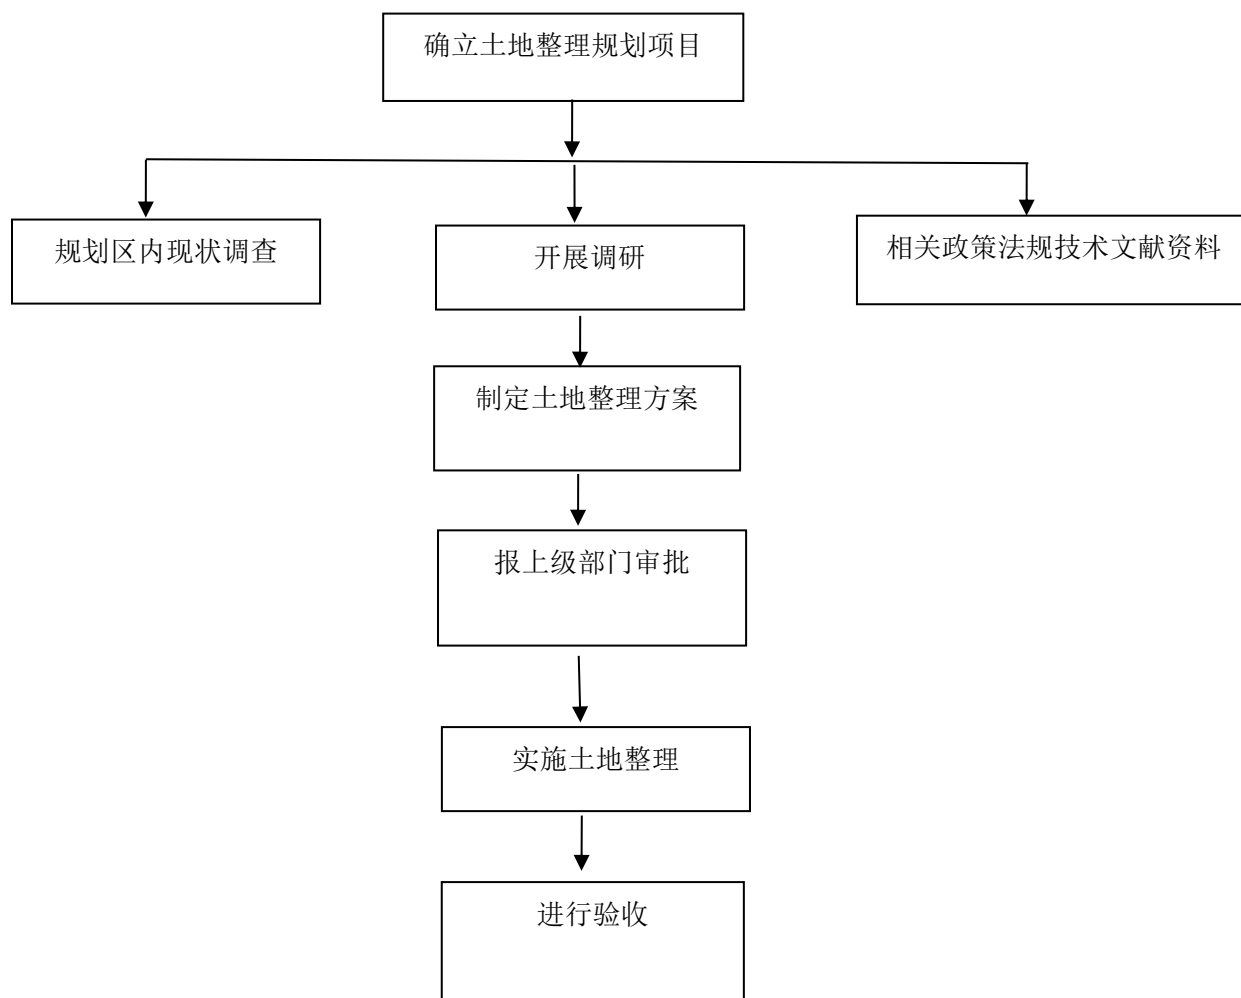 确立土地整理规划项目
规划区内现状调查
开展调研
相关政策法规技术文献资料
制定土地整理方案
报上级部门审批
实施土地整理
进行验收